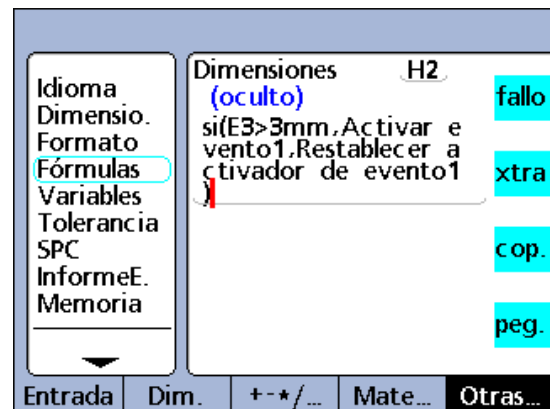 Idioma
Dimensio.
Formato
Fórmulas
Variables
Tolerancia
SPC
InformeE.
Memoria
Dimensiones H2
(oculto)
si(E3>3mm,Activar e
vento1,Restablecer a
ctivador de evento1
)
fallo
xtra
cop.
peg.
Entrada Dim. +-*/... Mate... Otras...